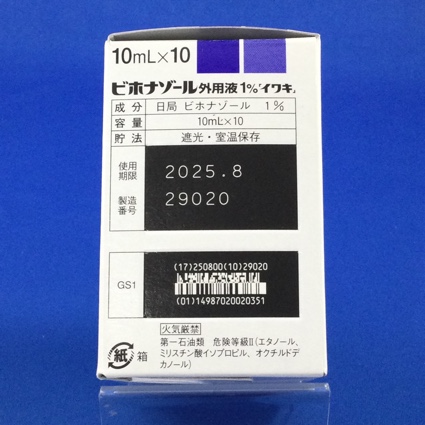 10mL×10
ビホナゾール外用液1%「イワキ」
成分 日局 ビホナゾール 1%
容量 10mL×10
貯法 遮光・室温保存
使用期限 2025.8
製造番号 29020
(17)250800(10)29020
GS1
(01)14987020020351
火気厳禁
第一石油類 危険等級Ⅱ(エタノール、
ミリスチン酸イソプロピル、オクチルドデ
カノール)
紙 箱